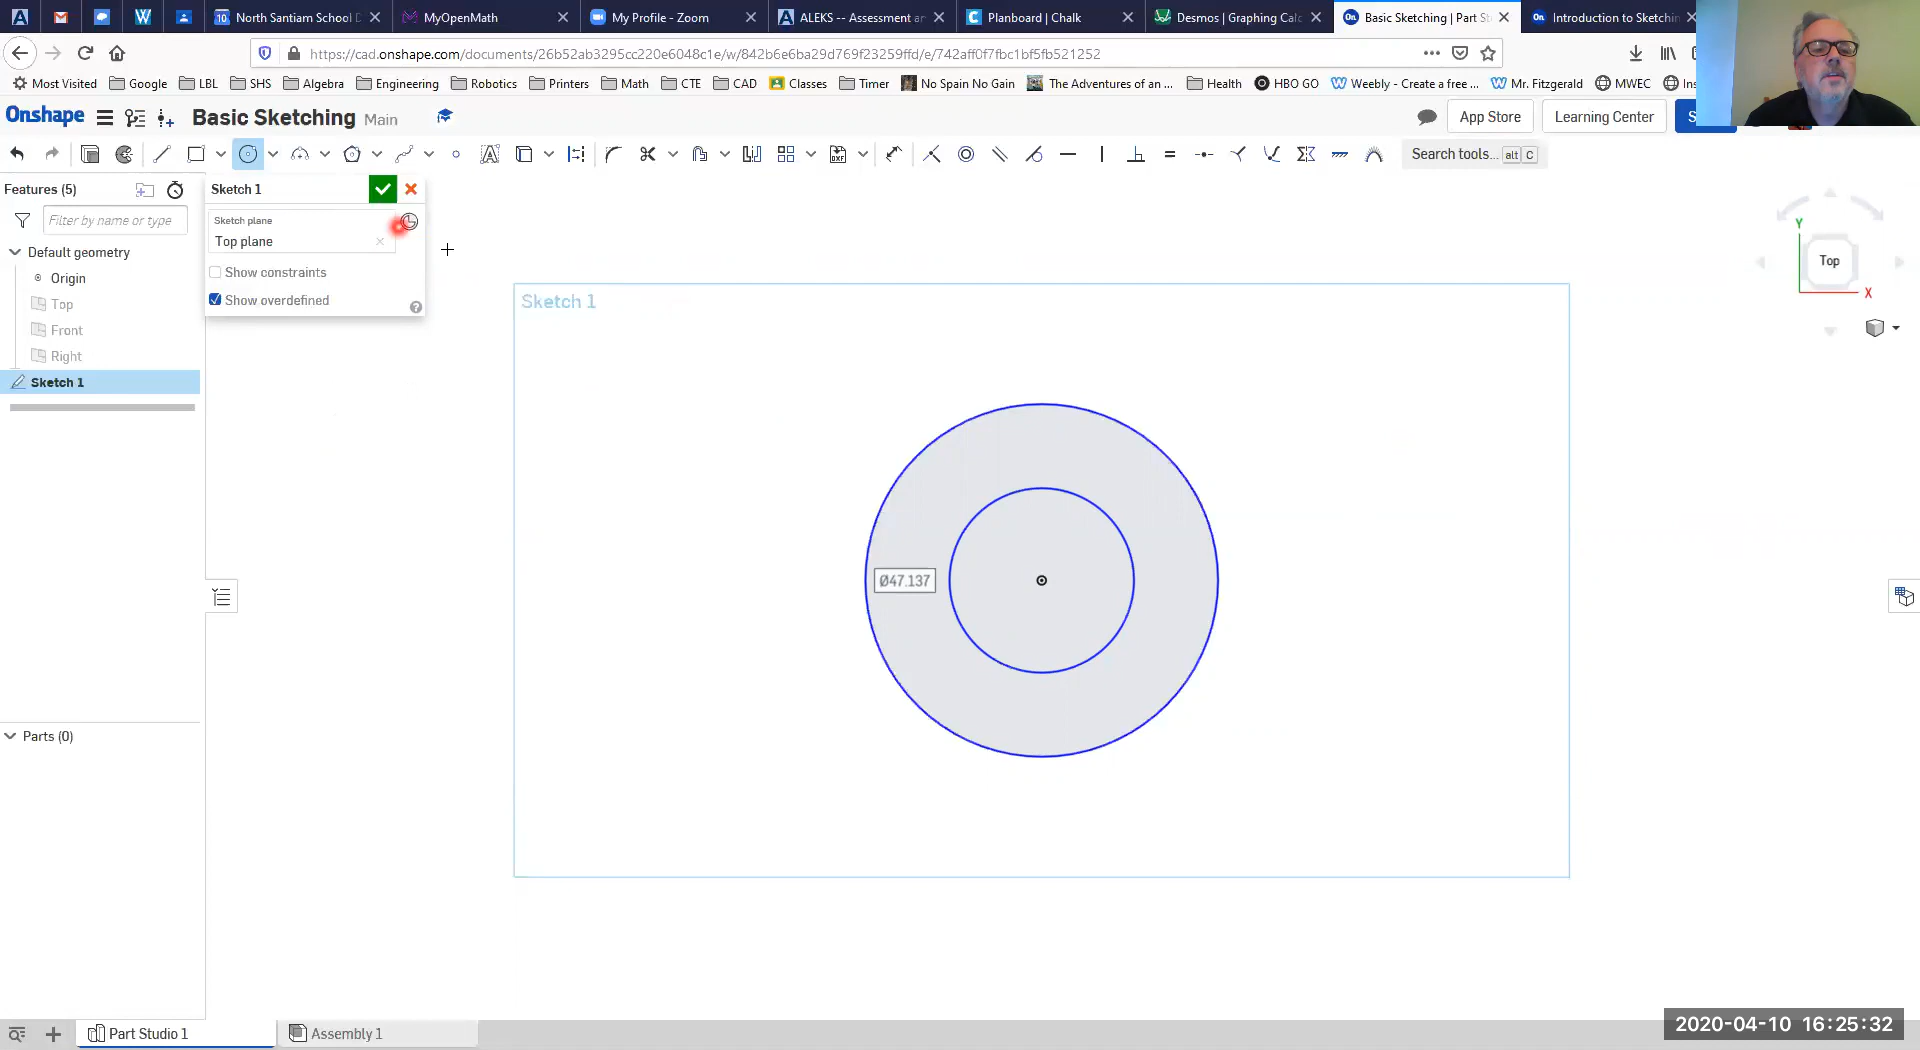 North Santiam School D
MyOpenMath
My Profile - Zoom
ALEKS -- Assessment a
Planboard | Chalk
Desmos | Graphing Calc
Basic Sketching | Part St
Introduction to Sketchin
https://cad.onshape.com/documents/26b52ab3295cc220e6048c1e/w/842b6e6ba29d769f23259ffd/e/742aff0f7fbc1bf5fb521252
Most Visited Google LBL SHS Algebra Engineering Robotics Printers Math CTE CAD Classes Timer No Spain No Gain The Adventures of an ... Health HBO GO Weebly - Create a free ... Mr. Fitzgerald MWEC Ins
Onshape Basic Sketching Main App Store Learning Center S
Search tools... alt C
Features (5)
Sketch 1
Filter by name or type
Sketch plane
Top plane
Default geometry
Show constraints
Origin
Show overdefined
Top
Front
Right
Sketch 1
Sketch 1
Y
Top
X
Ø47.137
Parts (0)
Part Studio 1 Assembly 1
2020-04-10 16:25:32